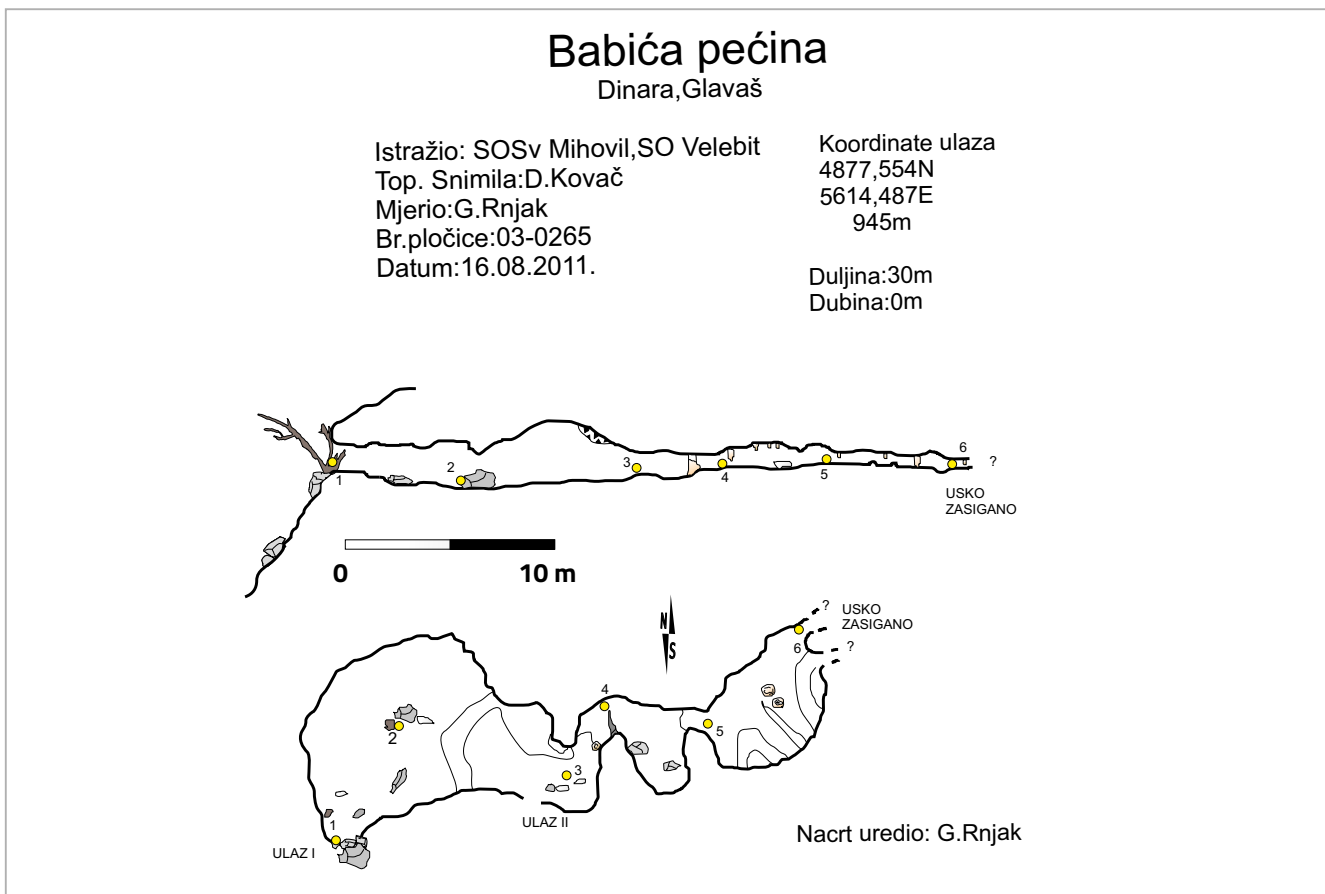 Babića pećina
Dinara,Glavaš
Istražio: SOSv Mihovil,SO Velebit
Top. Snimila:D.Kovač
Mjerio:G.Rnjak
Br.pločice:03-0265
Datum:16.08.2011.
Koordinate ulaza
4877,554N
5614,487E
945m
Duljina:30m
Dubina:0m
1
2
3
4
5
6
?
USKO
ZASIGANO
0 10 m
N
S
?
USKO
ZASIGANO
6
?
4
5
2
3
1
ULAZ I
ULAZ II
Nacrt uredio: G.Rnjak